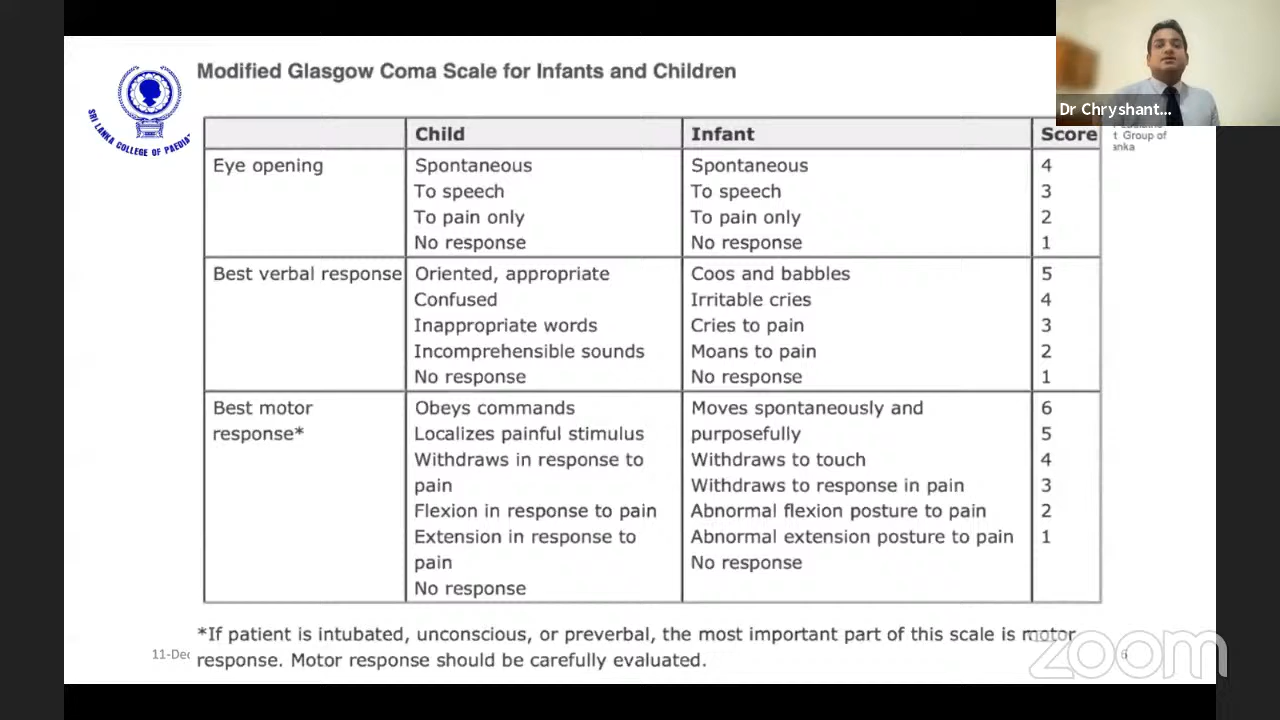 Modified Glasgow Coma Scale for Infants and Children
SRI LANKA COLLEGE OF PAEDIA
Dr Chryshant...
t Group of
anka
Child Infant Score
Eye opening Spontaneous Spontaneous 4
To speech To speech 3
To pain only To pain only 2
No response No response 1
Best verbal response Oriented, appropriate Coos and babbles 5
Confused Irritable cries 4
Inappropriate words Cries to pain 3
Incomprehensible sounds Moans to pain 2
No response No response 1
Best motor Obeys commands Moves spontaneously and 6
response* Localizes painful stimulus purposefully 5
Withdraws in response to Withdraws to touch 4
pain Withdraws to response in pain 3
Flexion in response to pain Abnormal flexion posture to pain 2
Extension in response to Abnormal extension posture to pain 1
pain No response
No response
*If patient is intubated, unconscious, or preverbal, the most important part of this scale is motor
response. Motor response should be carefully evaluated.
11-Dec
6
zoom